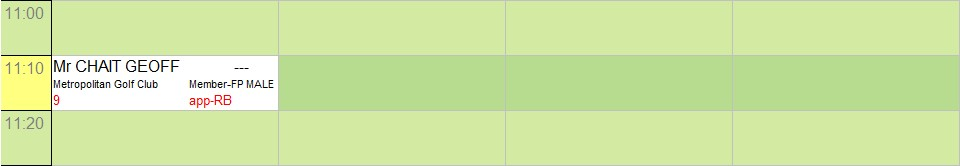 11:00
11:10
Mr CHAIT GEOFF ---
Metropolitan Golf Club Member-FP MALE
9 app-RB
11:20